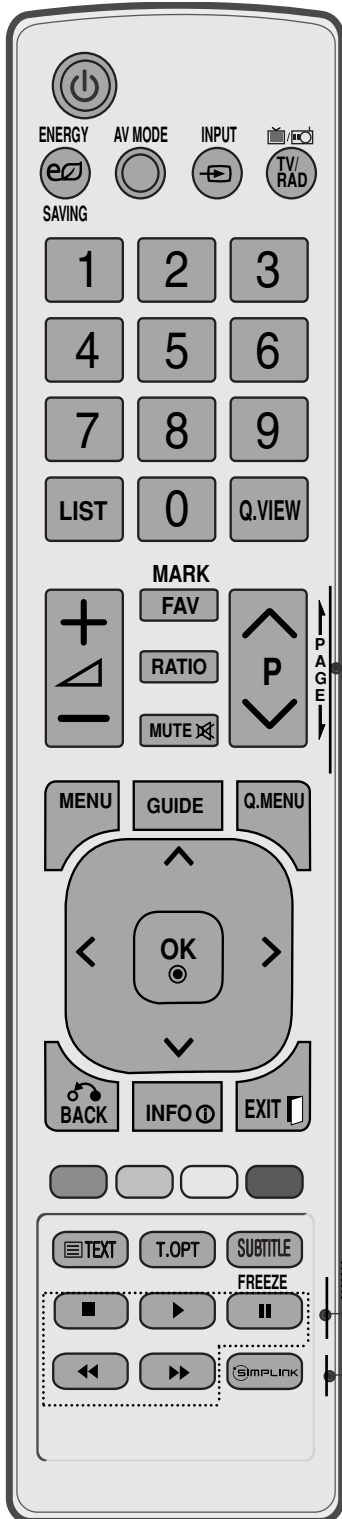 ENERGY AV MODE INPUT
TV/
RAD
SAVING
1 2 3
4 5 6
7 8 9
LIST 0 Q.VIEW
MARK
FAV
RATIO P PAGE
MUTE
MENU GUIDE Q.MENU
OK
BACK INFO EXIT
TEXT T.OPT SUBTITLE
FREEZE
SIMPLINK